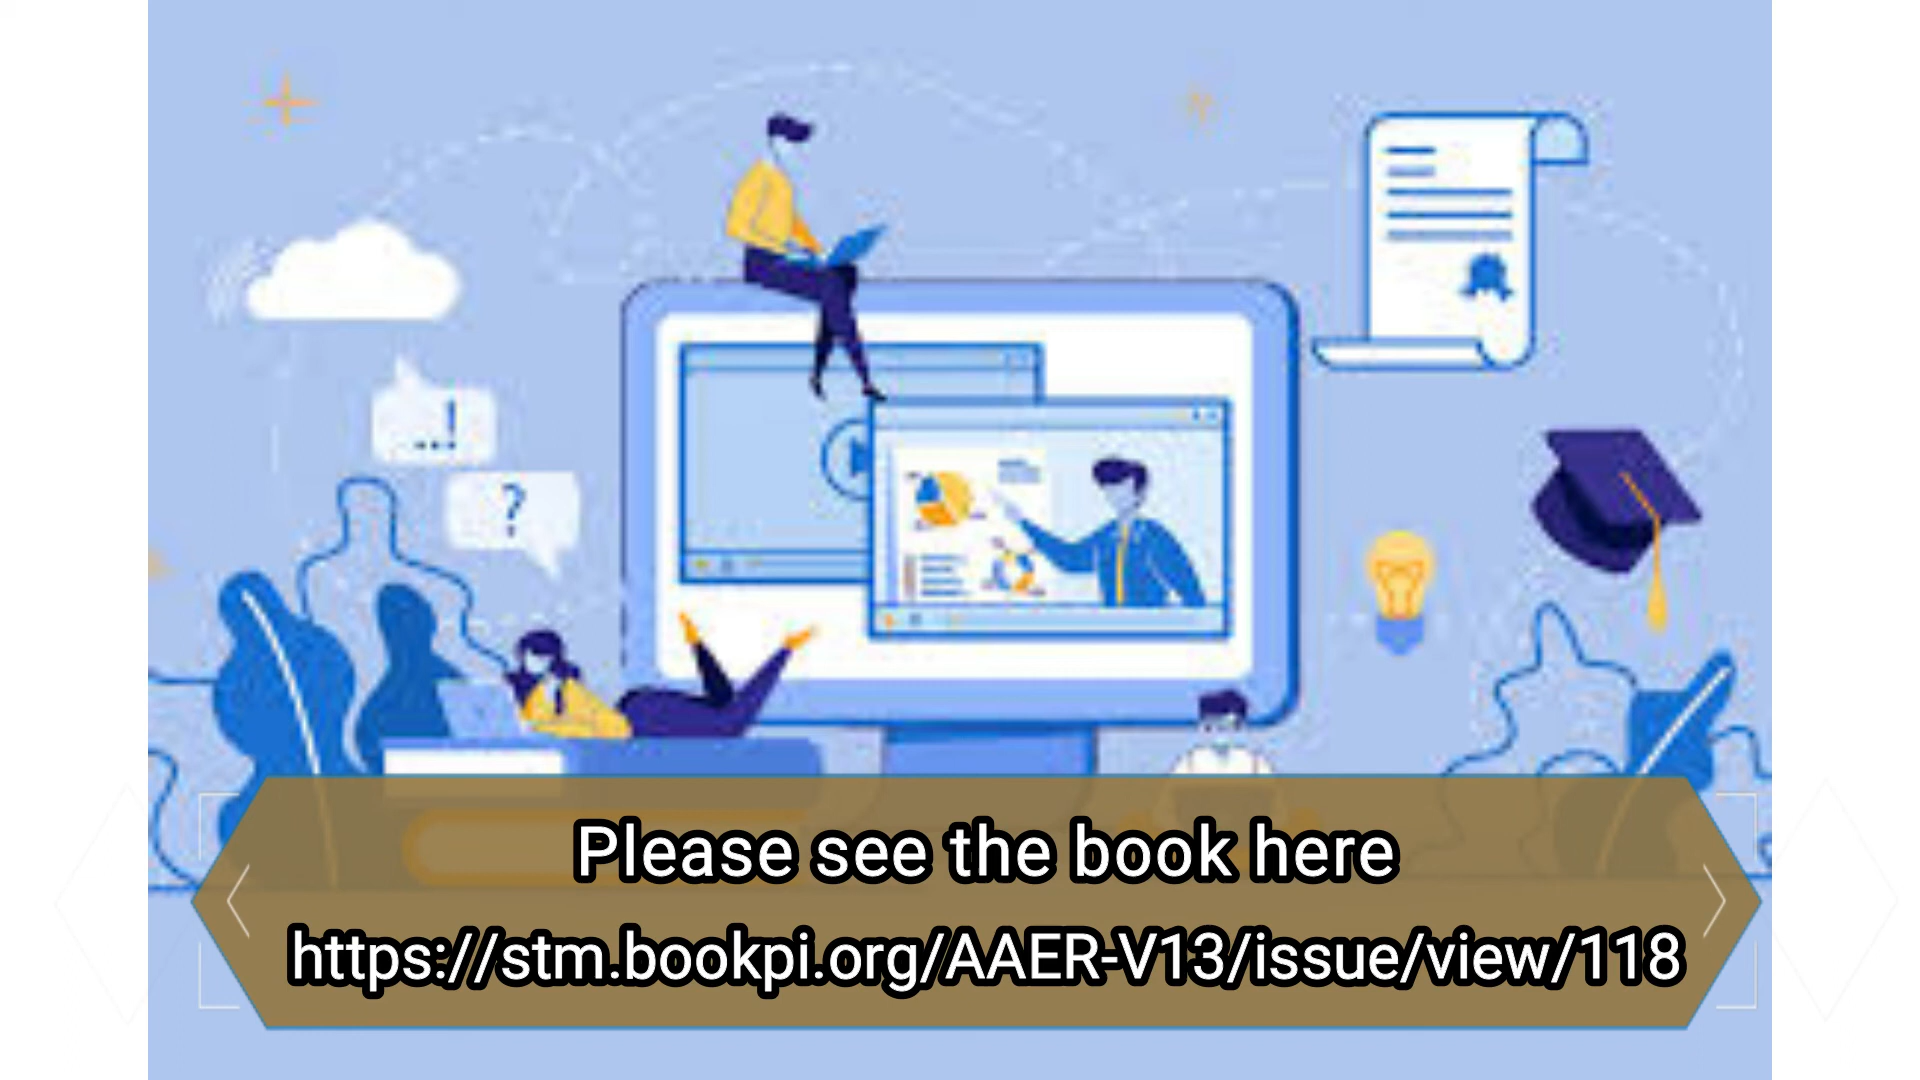 ...!
?
Please see the book here
https://stm.bookpi.org/AAER-V13/issue/view/118